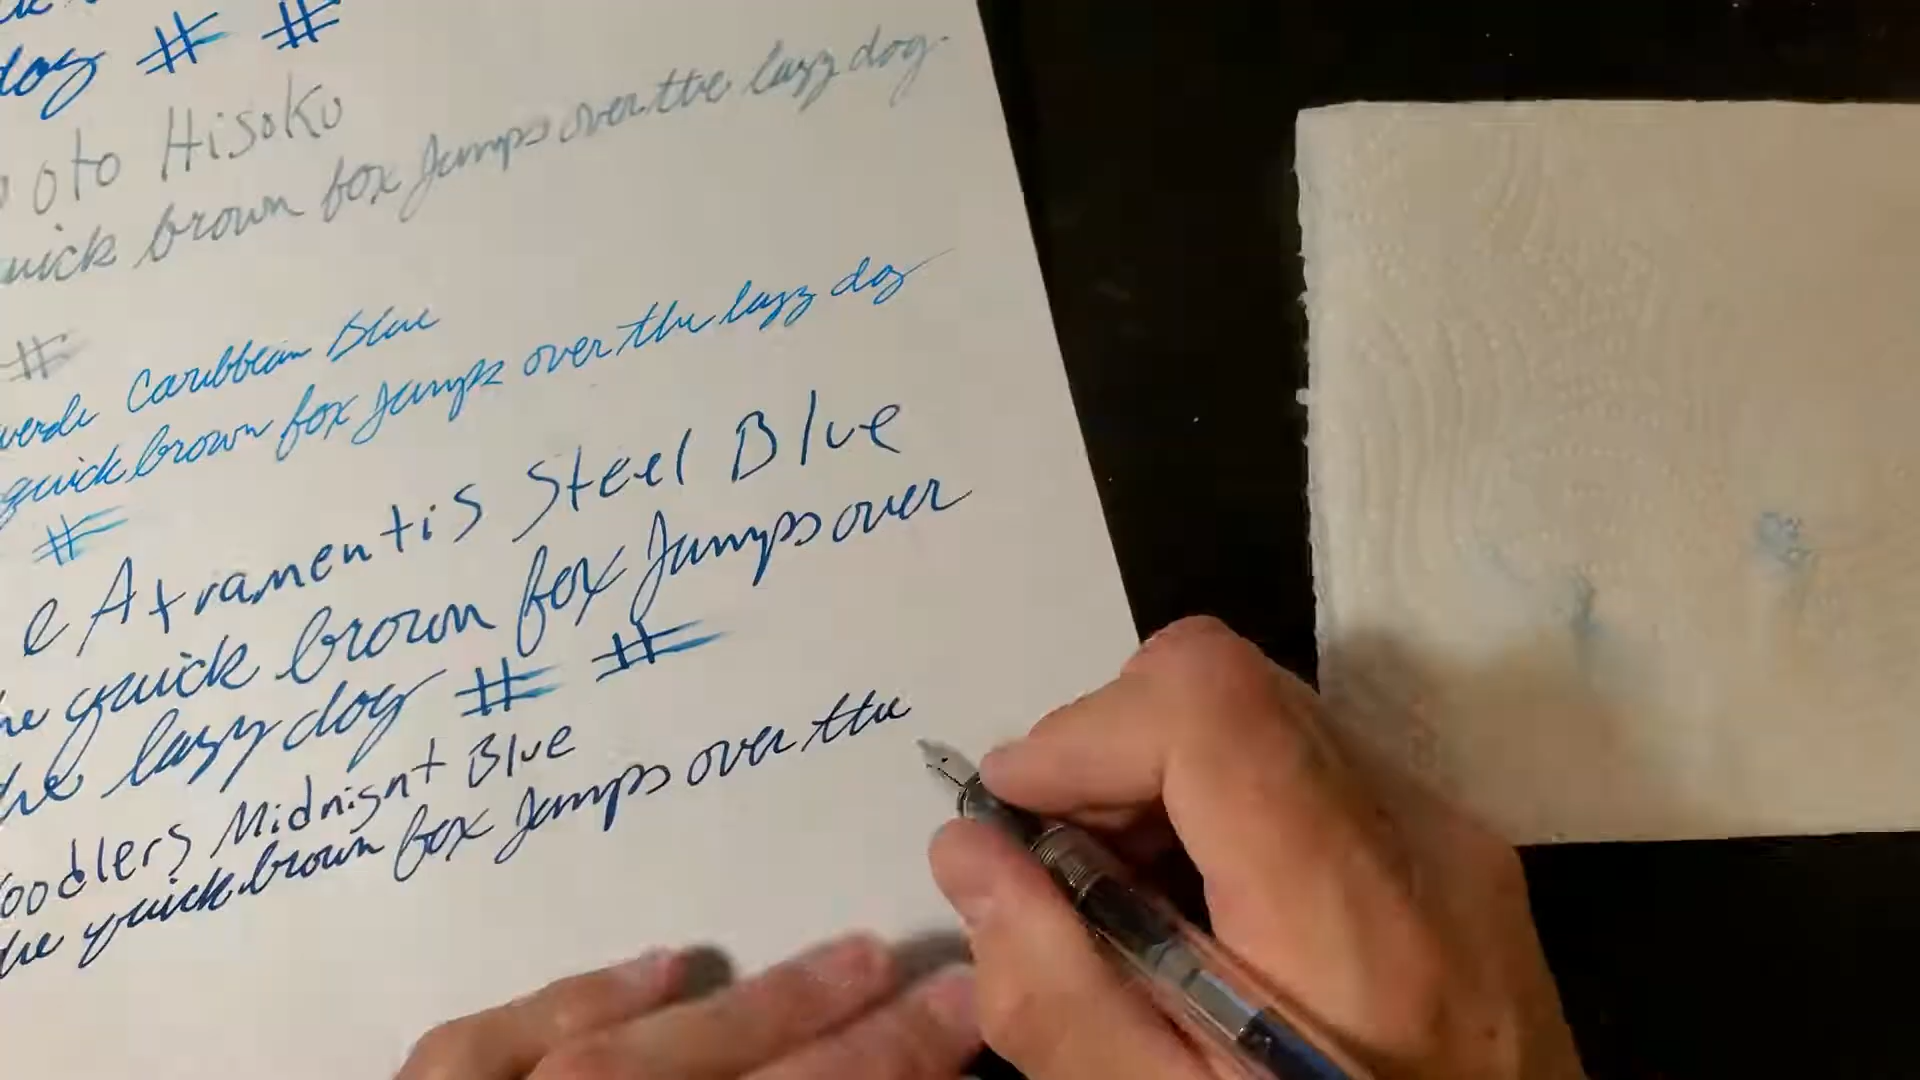 dog # #
oto Hisoku
uick brown fox Jumps over the lazy dog.
#
verde Caribbean Blue
quick brown fox Jumps over the lazy dog
#
e Atramentis Steel Blue
he quick brown fox Jumps over
the lazy dog # #
oodlers Midnignt Blue
the quick brown fox Jumps over the